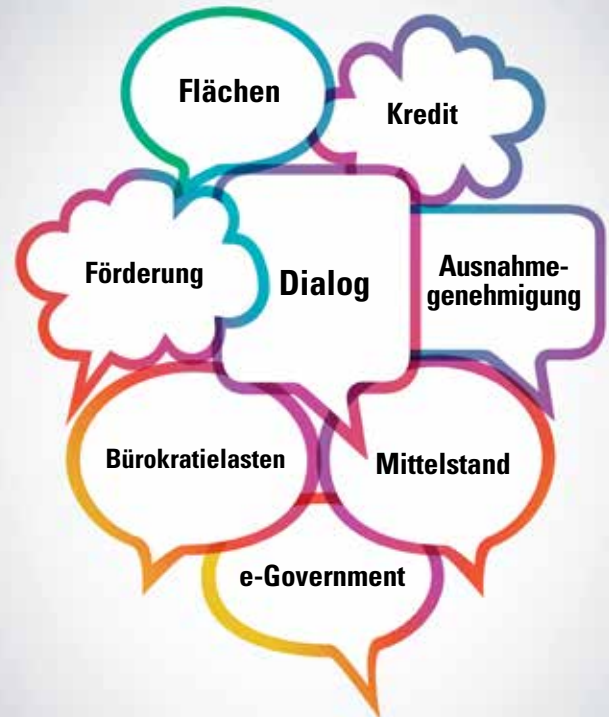 Flächen
Kredit
Förderung
Dialog
Ausnahme-
genehmigung
Bürokratielasten
Mittelstand
e-Government